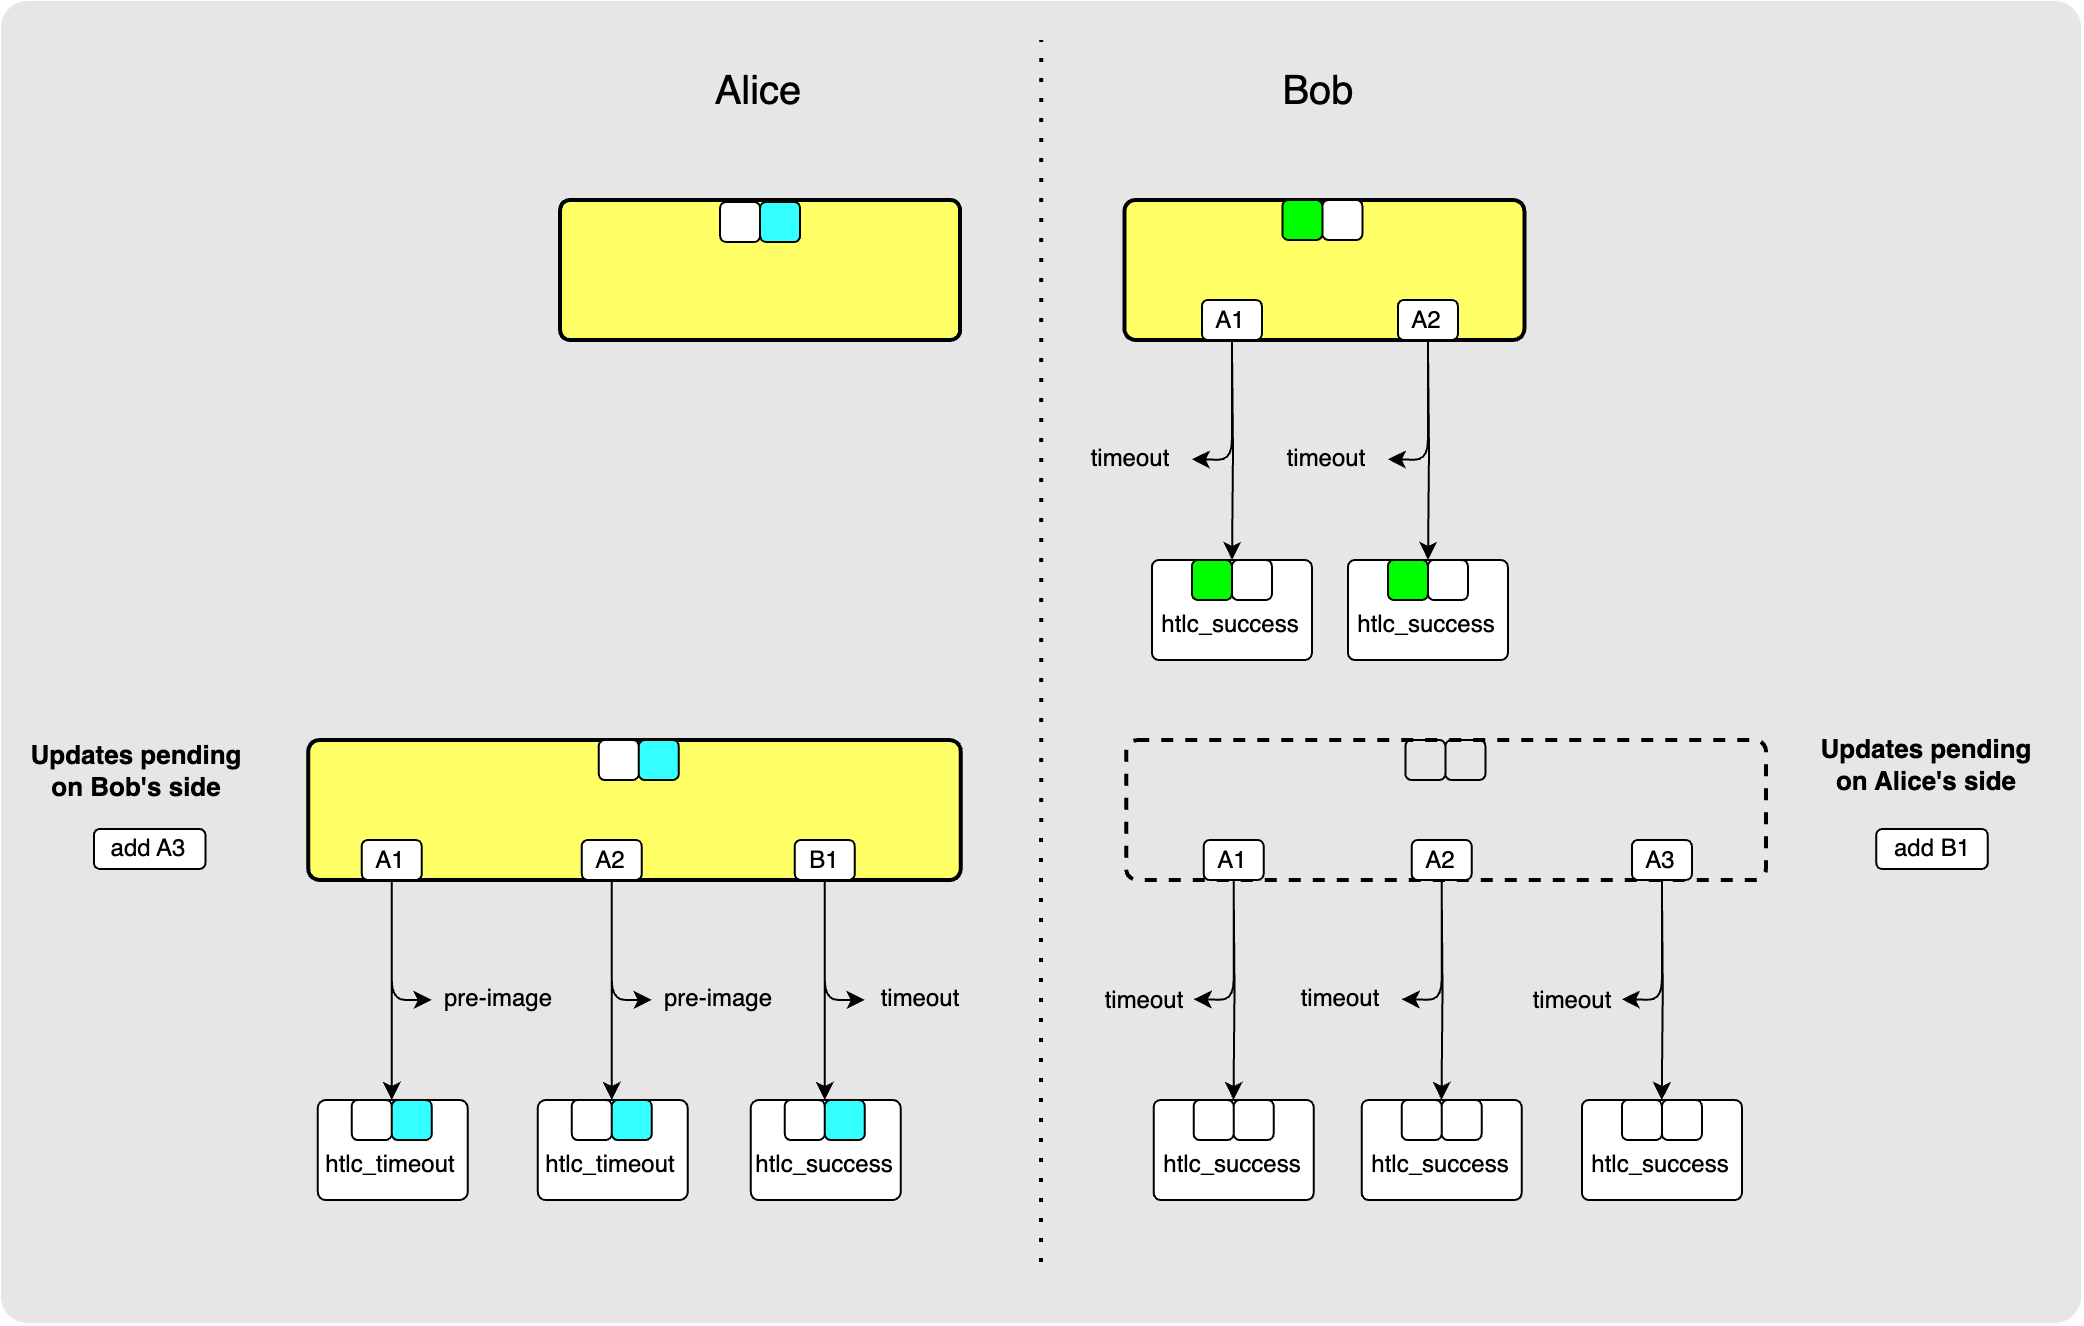 Alice
Bob
A1
A2
timeout
timeout
htlc_success
htlc_success
Updates pending
on Bob's side
add A3
A1
A2
B1
pre-image
pre-image
timeout
htlc_timeout
htlc_timeout
htlc_success
A1
A2
A3
timeout
timeout
timeout
htlc_success
htlc_success
htlc_success
Updates pending
on Alice's side
add B1